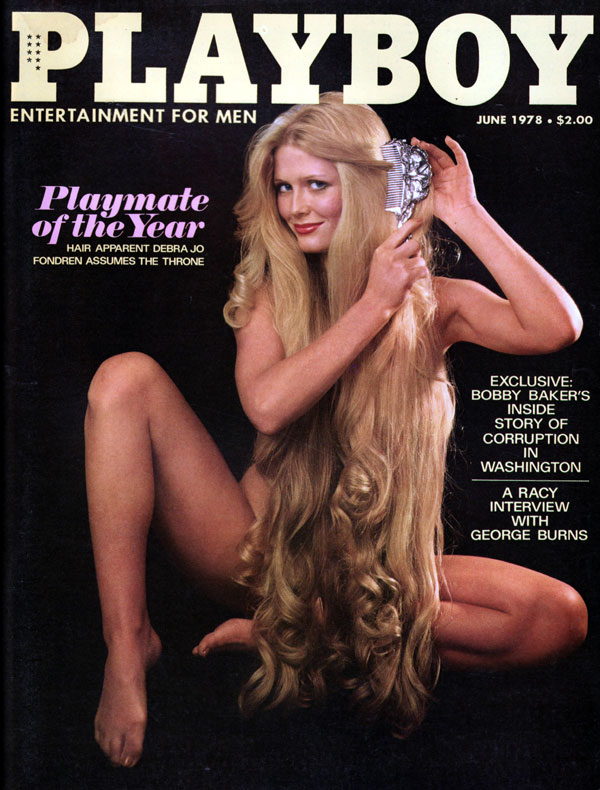 PLAYBOY
ENTERTAINMENT FOR MEN
JUNE 1978 • $2.00
Playmate
of the Year
HAIR APPARENT DEBRA JO
FONDREN ASSUMES THE THRONE
EXCLUSIVE:
BOBBY BAKER'S
INSIDE
STORY OF
CORRUPTION
IN
WASHINGTON
A RACY
INTERVIEW
WITH
GEORGE BURNS